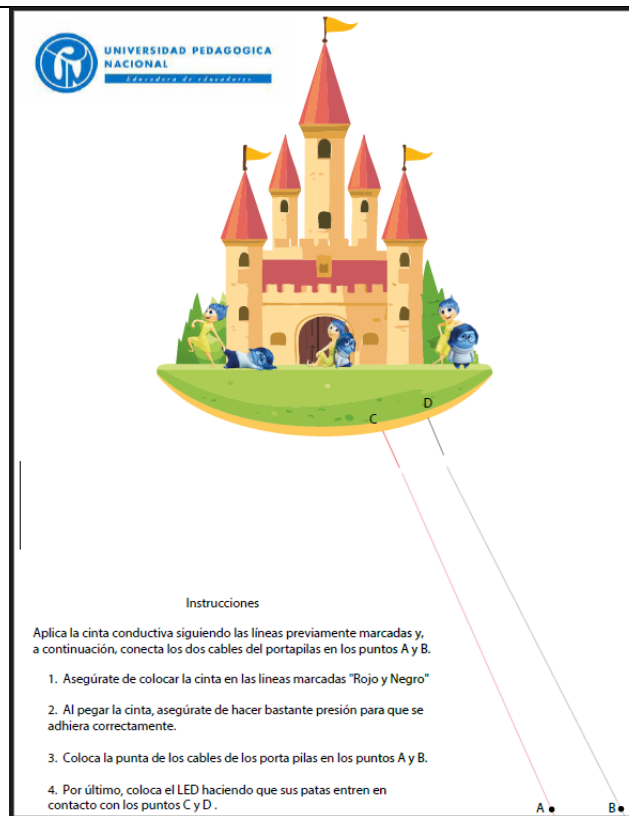 UNIVERSIDAD PEDAGOGICA
NACIONAL
Educadora de educadores
D
C
Instrucciones
Aplica la cinta conductiva siguiendo las líneas previamente marcadas y,
a continuación, conecta los dos cables del portapilas en los puntos A y B.
1. Asegúrate de colocar la cinta en las lineas marcadas "Rojo y Negro"
2. Al pegar la cinta, asegúrate de hacer bastante presión para que se
adhiera correctamente.
3. Coloca la punta de los cables de los porta pilas en los puntos A y B.
4. Por último, coloca el LED haciendo que sus patas entren en
contacto con los puntos C y D .
A
B